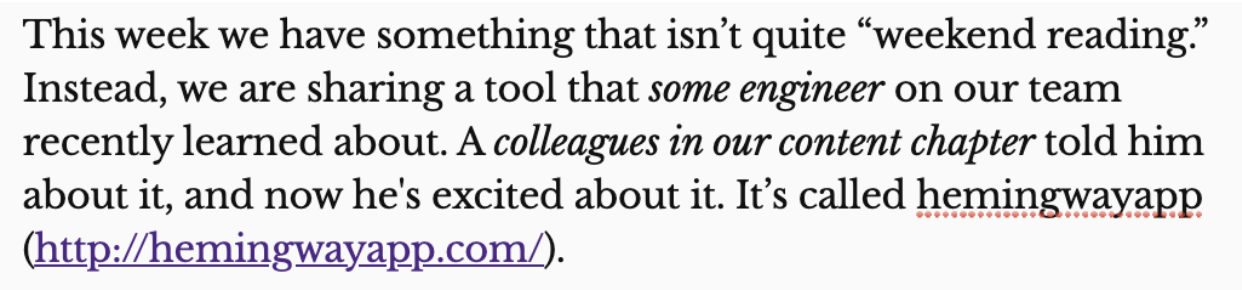 This week we have something that isn’t quite “weekend reading.”
Instead, we are sharing a tool that some engineer on our team
recently learned about. A colleagues in our content chapter told him
about it, and now he's excited about it. It’s called hemingwayapp
(http://hemingwayapp.com/).